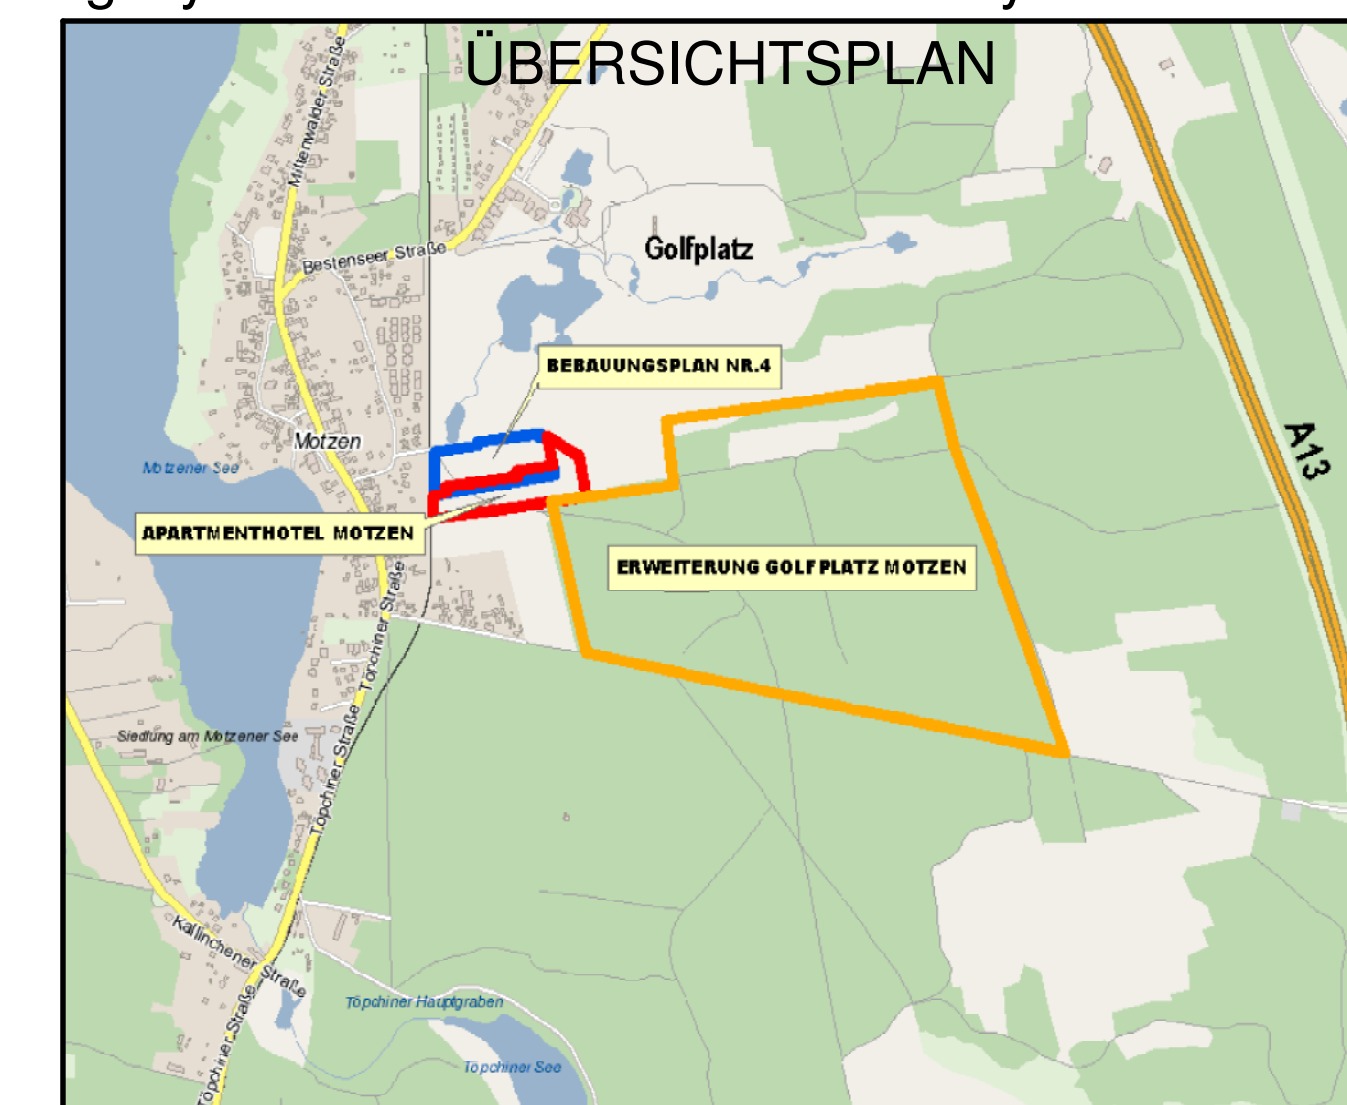 ÜBERSICHTSPLAN
Mittenwalder Straße
Golfplatz
Bestenseer Straße
BEBAUUNGSPLAN NR.4
Motzen
A13
Motzener See
APARTMENTHOTEL MOTZEN
ERWEITERUNG GOLFPLATZ MOTZEN
Töpchiner Straße
Siedlung am Motzener See
Töpchiner Straße
Kallinchener Straße
Töpchiner Hauptgraben
Töpchiner Straße
Töpchiner See